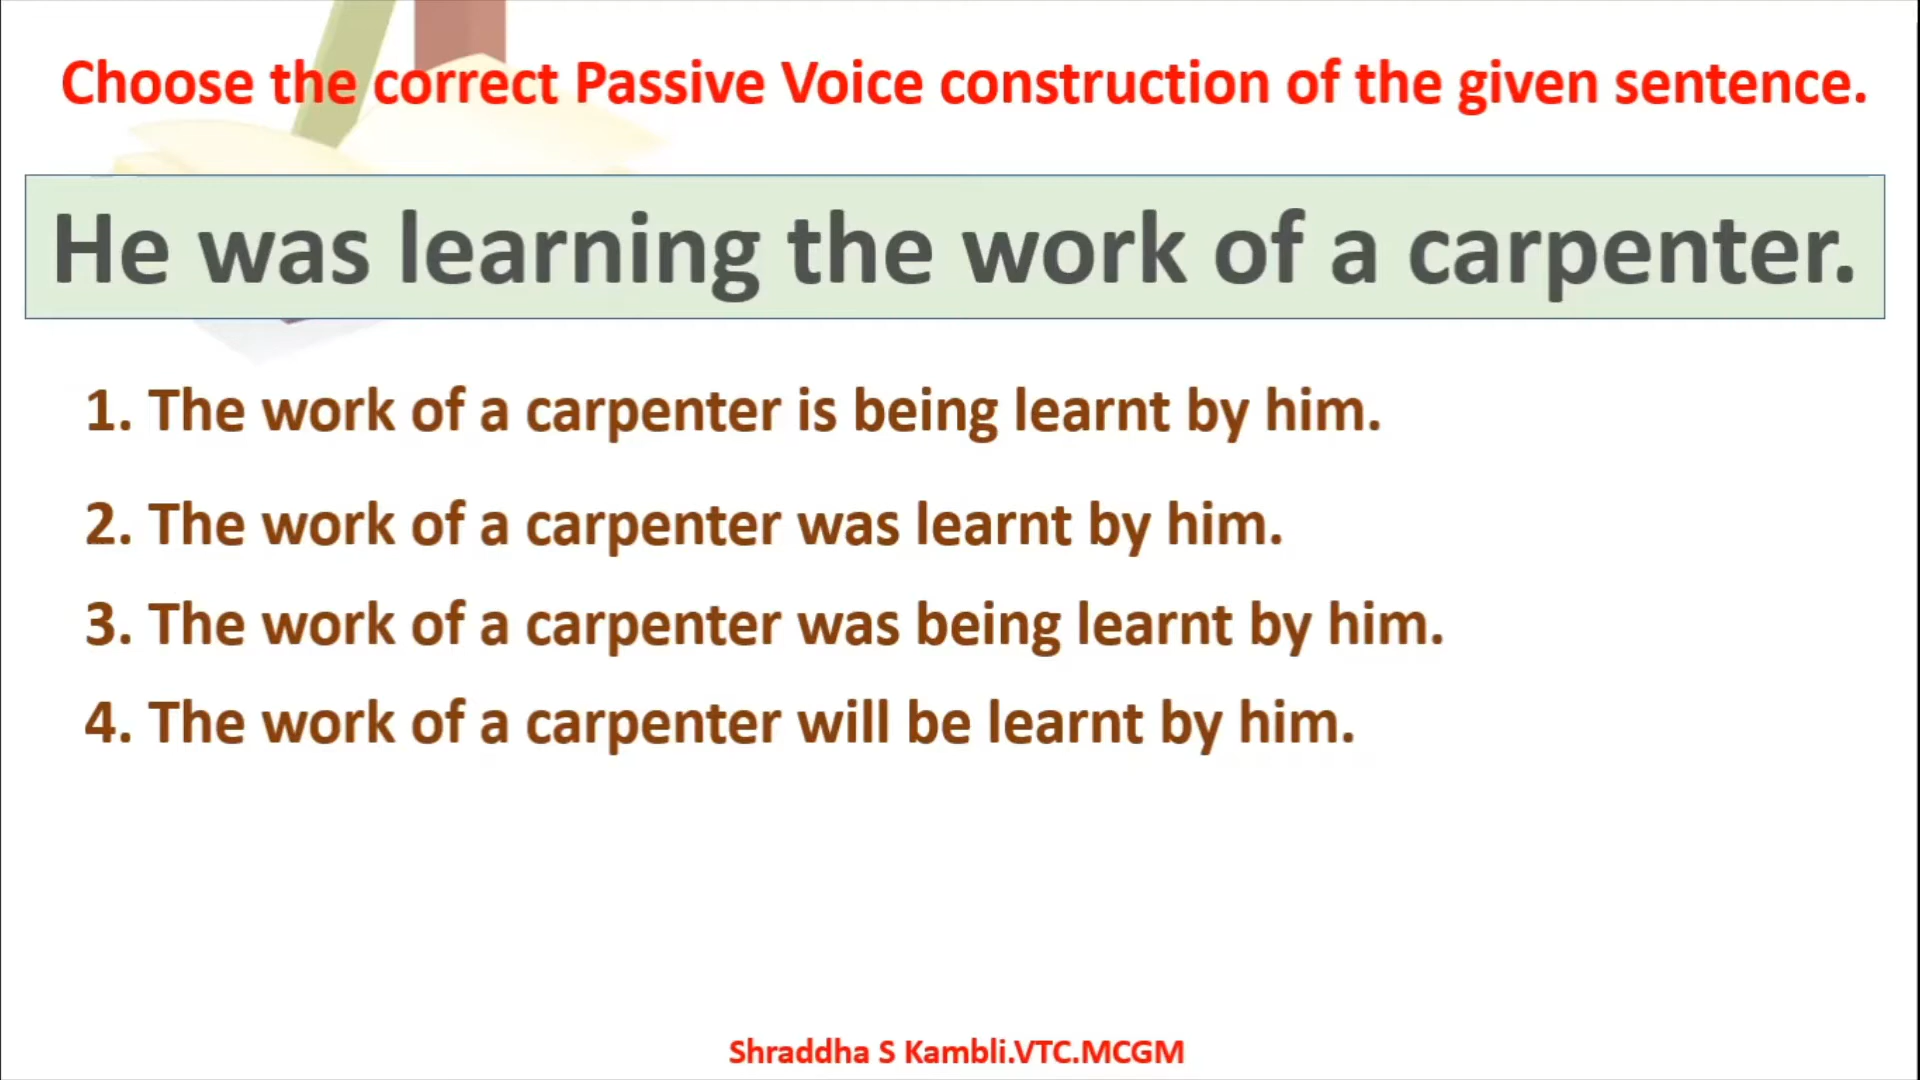 Choose the correct Passive Voice construction of the given sentence.
He was learning the work of a carpenter.
1. The work of a carpenter is being learnt by him.
2. The work of a carpenter was learnt by him.
3. The work of a carpenter was being learnt by him.
4. The work of a carpenter will be learnt by him.
Shraddha S Kambli.VTC.MCGM